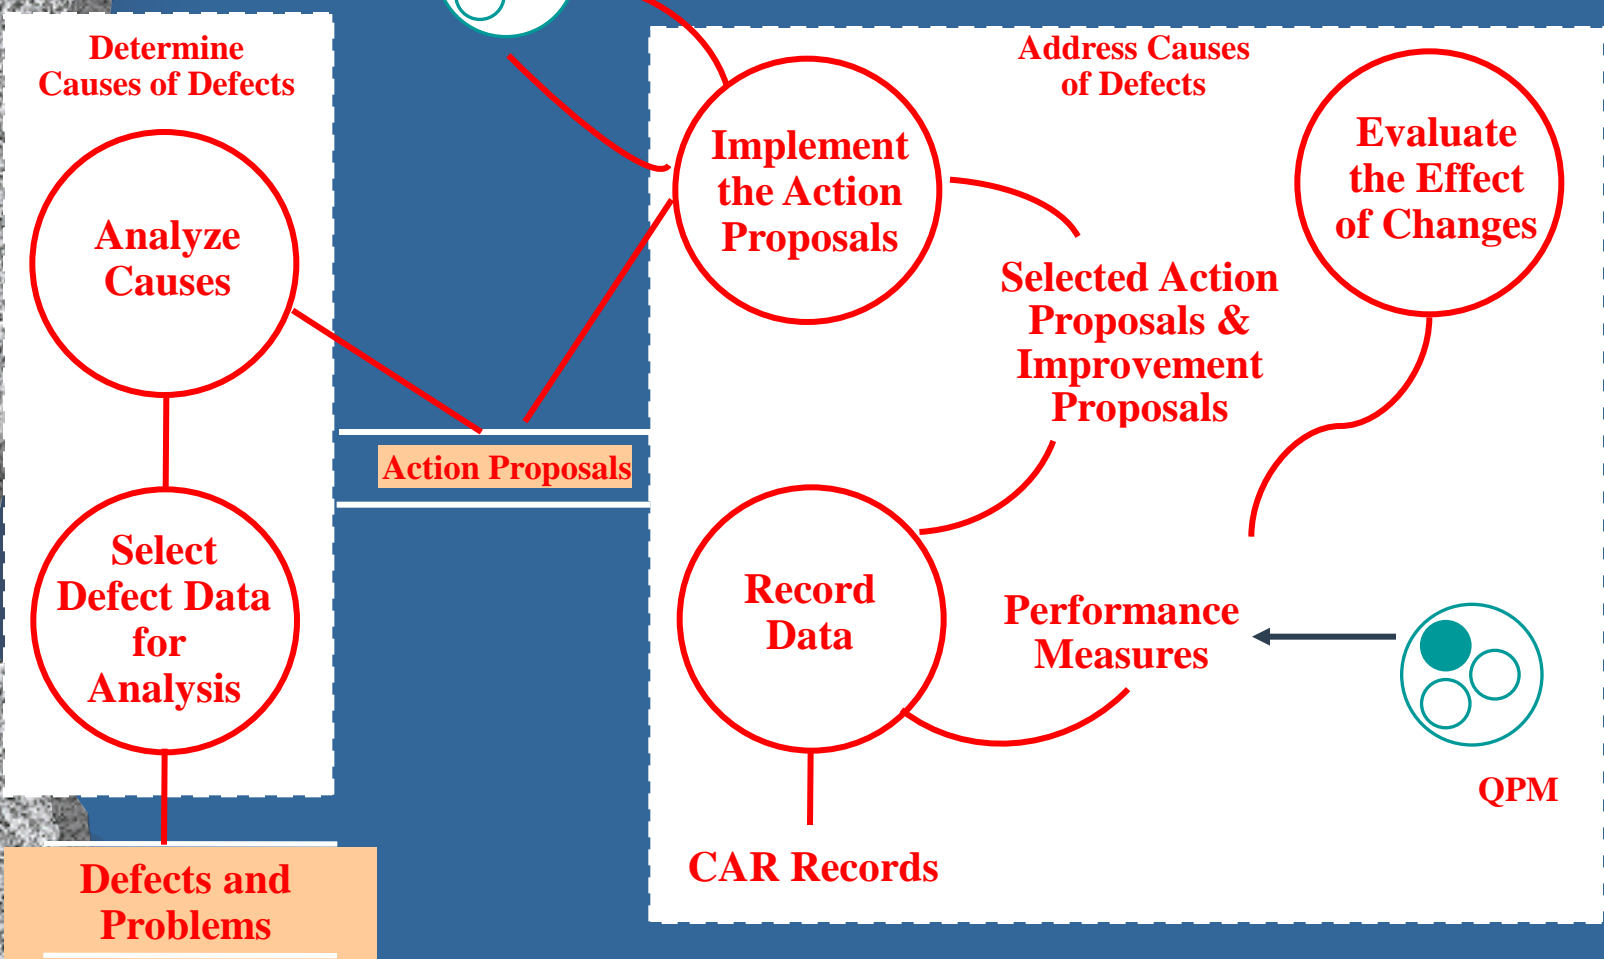 Determine
Causes of Defects
Analyze
Causes
Select
Defect Data
for
Analysis
Defects and
Problems
Action Proposals
Address Causes
of Defects
Implement
the Action
Proposals
Evaluate
the Effect
of Changes
Selected Action
Proposals &
Improvement
Proposals
Record
Data
Performance
Measures
QPM
CAR Records